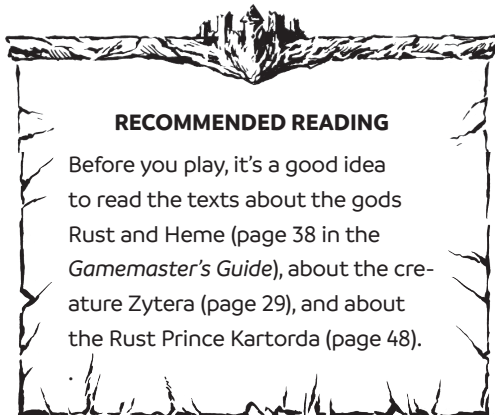 RECOMMENDED READING
Before you play, it’s a good idea
to read the texts about the gods
Rust and Heme (page 38 in the
Gamemaster’s Guide), about the cre-
ature Zytera (page 29), and about
the Rust Prince Kartorda (page 48).
.